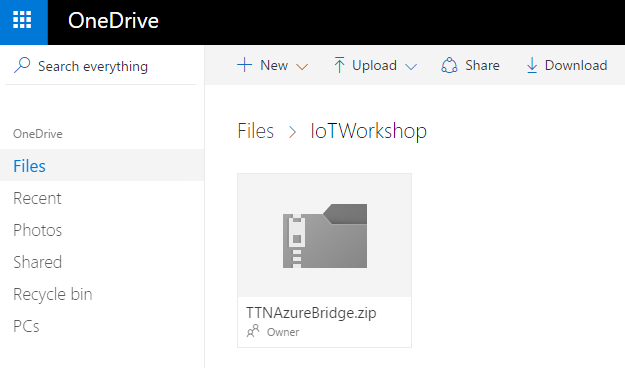 OneDrive
Search everything
New
Upload
Share
Download
OneDrive
Files
Recent
Photos
Shared
Recycle bin
PCs
Files > IoTWorkshop
TTNAzureBridge.zip
Owner